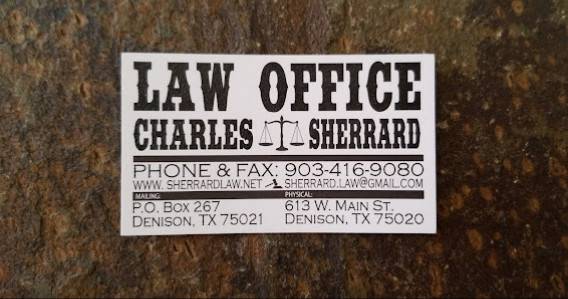 LAW OFFICE
CHARLES SHERRARD
PHONE & FAX: 903-416-9080
WWW.SHERRARDLAW.NET SHERRARD.LAW@GMAIL.COM
MAILING: PHYSICAL:
P.O. BOX 267 613 W. MAIN ST.
DENISON, TX 75021 DENISON, TX 75020